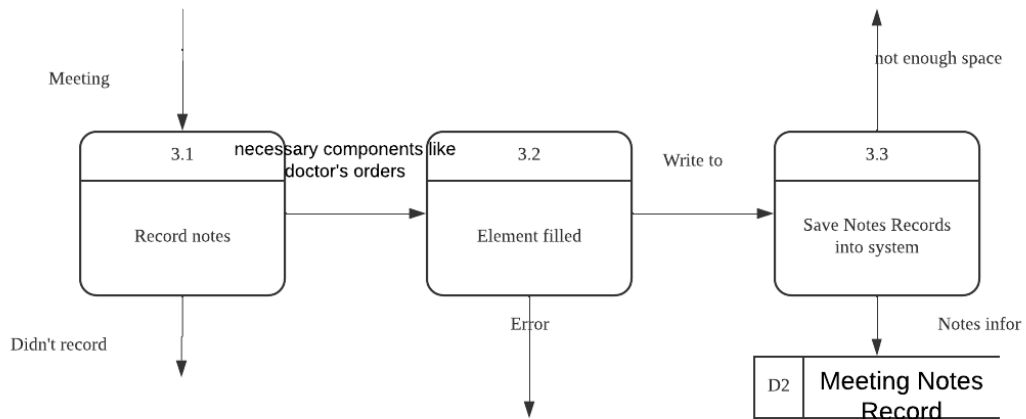 not enough space
Meeting
3.1
necessary components like
doctor's orders
3.2
Write to
3.3
Record notes
Element filled
Save Notes Records
into system
Didn't record
Error
Notes infor
D2
Meeting Notes
Record